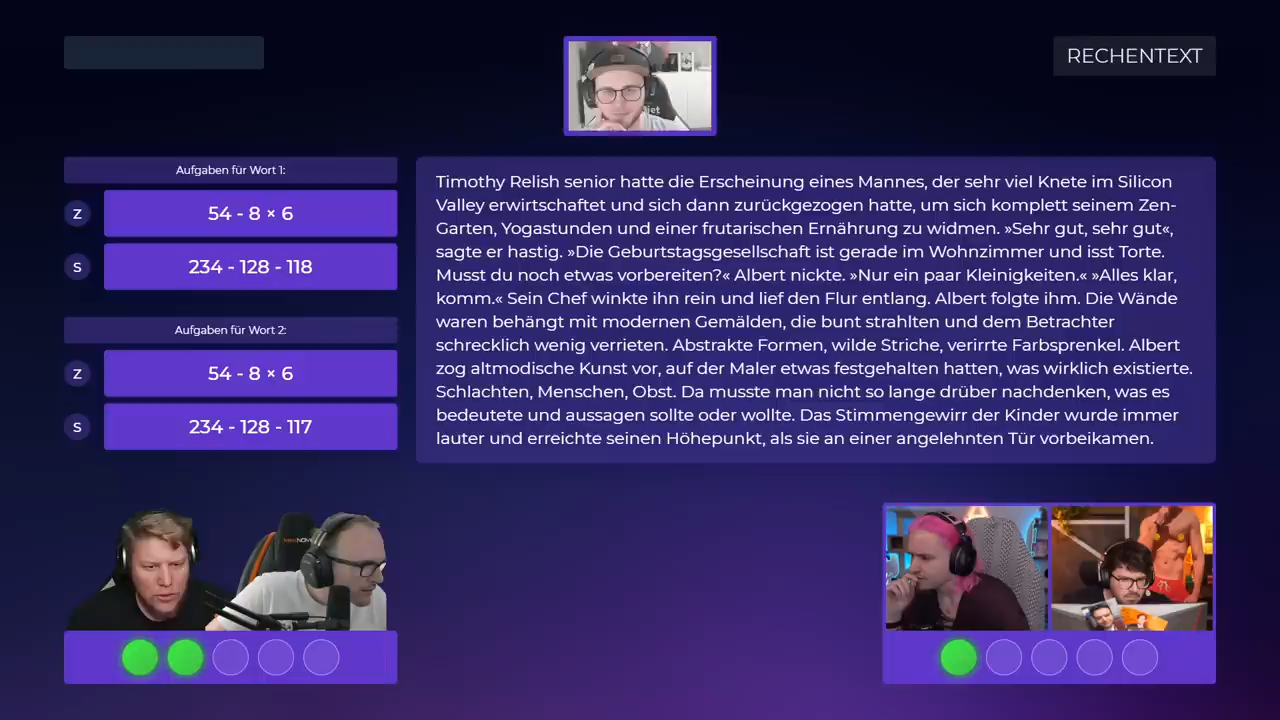 RECHENTEXT
Aufgaben für Wort 1:
Z
54 - 8 × 6
S
234 - 128 - 118
Aufgaben für Wort 2:
Z
54 - 8 × 6
S
234 - 128 - 117
Timothy Relish senior hatte die Erscheinung eines Mannes, der sehr viel Knete im Silicon
Valley erwirtschaftet und sich dann zurückgezogen hatte, um sich komplett seinem Zen-
Garten, Yogastunden und einer frutarischen Ernährung zu widmen. »Sehr gut, sehr gut«,
sagte er hastig. »Die Geburtstagsgesellschaft ist gerade im Wohnzimmer und isst Torte.
Musst du noch etwas vorbereiten?« Albert nickte. »Nur ein paar Kleinigkeiten.« »Alles klar,
komm.« Sein Chef winkte ihn rein und lief den Flur entlang. Albert folgte ihm. Die Wände
waren behängt mit modernen Gemälden, die bunt strahlten und dem Betrachter
schrecklich wenig verrieten. Abstrakte Formen, wilde Striche, verirrte Farbsprenkel. Albert
zog altmodische Kunst vor, auf der Maler etwas festgehalten hatten, was wirklich existierte.
Schlachten, Menschen, Obst. Da musste man nicht so lange drüber nachdenken, was es
bedeutete und aussagen sollte oder wollte. Das Stimmengewirr der Kinder wurde immer
lauter und erreichte seinen Höhepunkt, als sie an einer angelehnten Tür vorbeikamen.